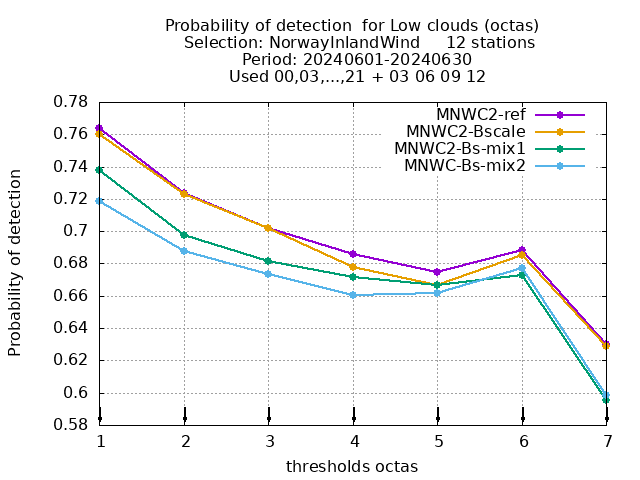 Probability of detection  for Low clouds (octas)
Selection: NorwayInlandWind     12 stations
Period: 20240601-20240630
Used 00,03,...,21 + 03 06 09 12
MNWC2-ref
MNWC2-Bscale
MNWC2-Bs-mix1
MNWC-Bs-mix2
Probability of detection
0.78
0.76
0.74
0.72
0.7
0.68
0.66
0.64
0.62
0.6
0.58
1 2 3 4 5 6 7
thresholds octas